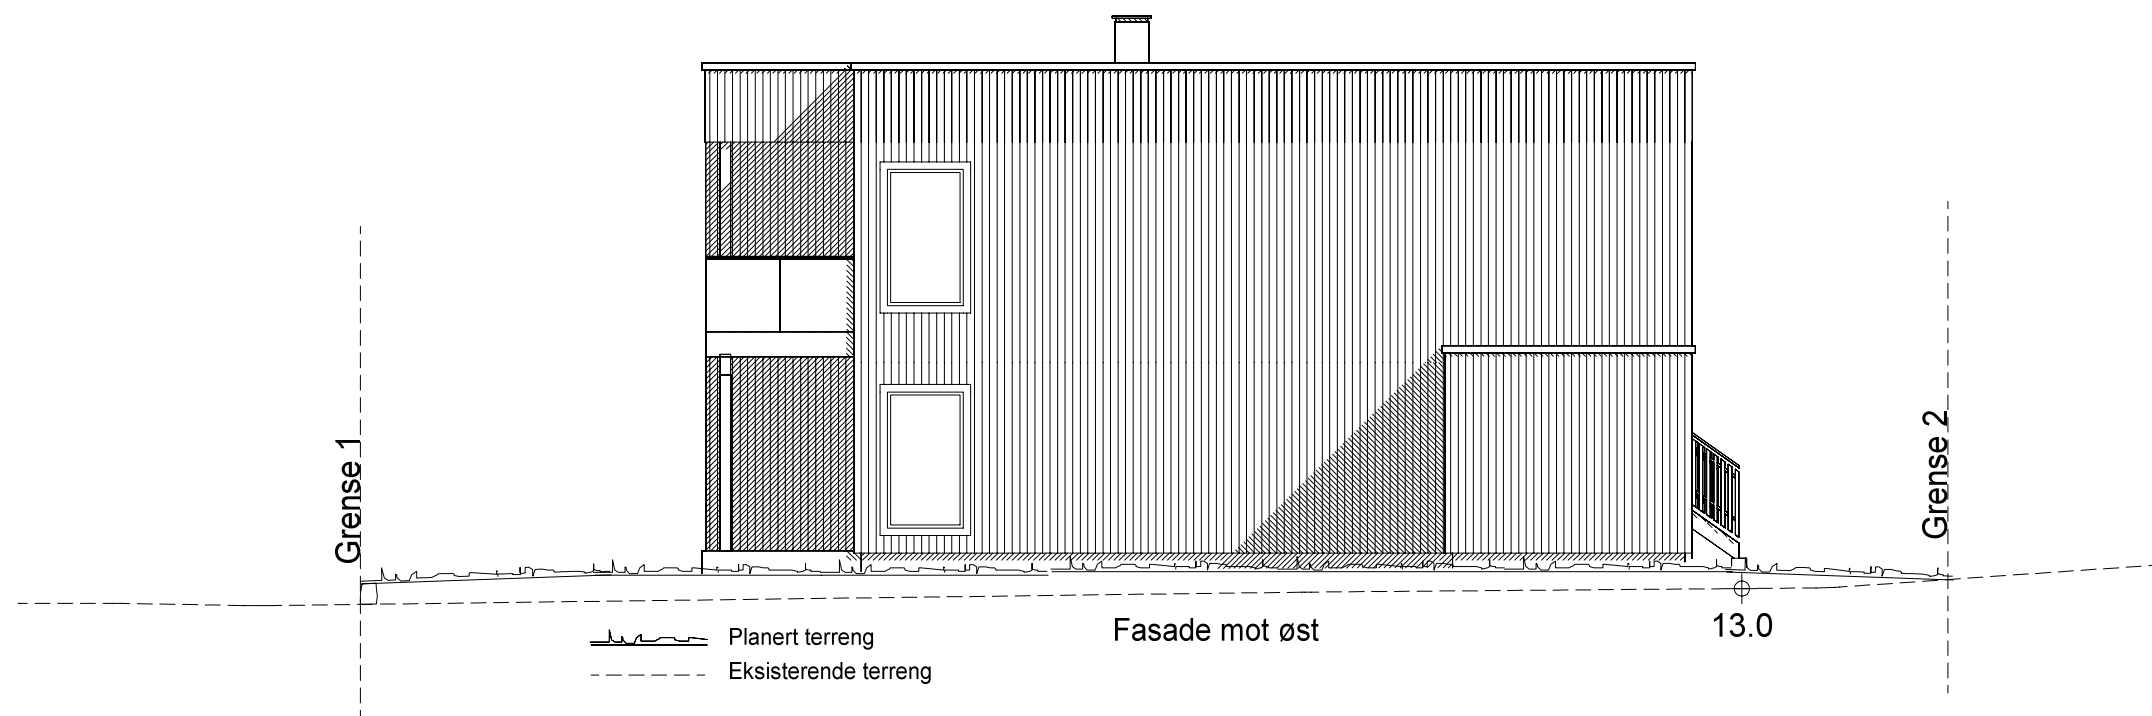 Grense 1
Grense 2
Fasade mot øst
13.0
Planert terreng
Eksisterende terreng